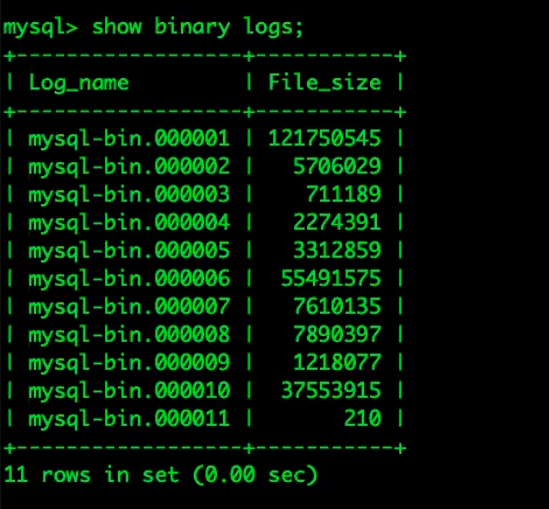 mysql> show binary logs;
+------------------+-----------+
| Log_name         | File_size |
+------------------+-----------+
| mysql-bin.000001 | 121750545 |
| mysql-bin.000002 |   5706029 |
| mysql-bin.000003 |    711189 |
| mysql-bin.000004 |   2274391 |
| mysql-bin.000005 |   3312859 |
| mysql-bin.000006 |  55491575 |
| mysql-bin.000007 |   7610135 |
| mysql-bin.000008 |   7890397 |
| mysql-bin.000009 |   1218077 |
| mysql-bin.000010 |  37553915 |
| mysql-bin.000011 |       210 |
+------------------+-----------+
11 rows in set (0.00 sec)